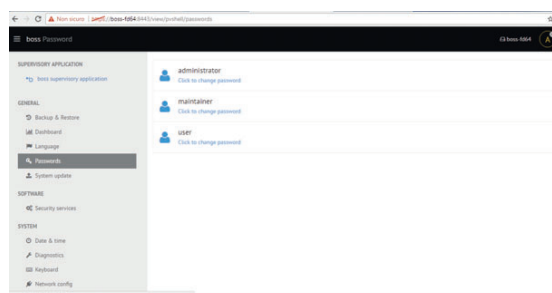 Non sicuro https://boss-fd64:8443/view/pvshell/passwords
boss Password
boss-fd64
A
SUPERVISORY APPLICATION
boss supervisory application
GENERAL
Backup & Restore
Dashboard
Language
Passwords
System update
SOFTWARE
Security services
SYSTEM
Date & time
Diagnostics
Keyboard
Network config
administrator
Click to change password
maintainer
Click to change password
user
Click to change password